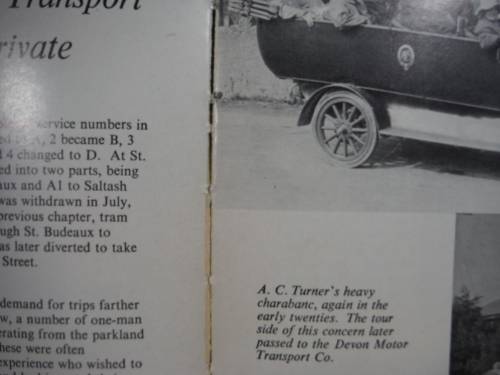 Transport
rivate
service numbers in
A, 2 became B, 3
4 changed to D. At St.
ed into two parts, being
aux and A1 to Saltash
was withdrawn in July,
previous chapter, tram
ugh St. Budeaux to
as later diverted to take
Street.
demand for trips farther
w, a number of one-man
erating from the parkland
hese were often
experience who wished to
A. C. Turner's heavy
charabanc, again in the
early twenties. The tour
side of this concern later
passed to the Devon Motor
Transport Co.